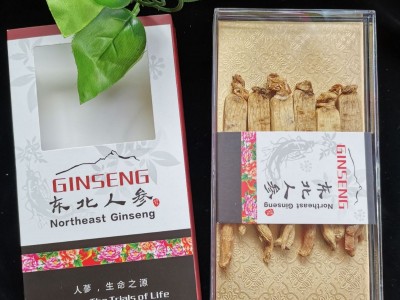 GINSENG
东北人参
Northeast Ginseng
人蔘 . 生命之源
The Trials of Life
GINSENG
东北人参
Northeast Ginseng